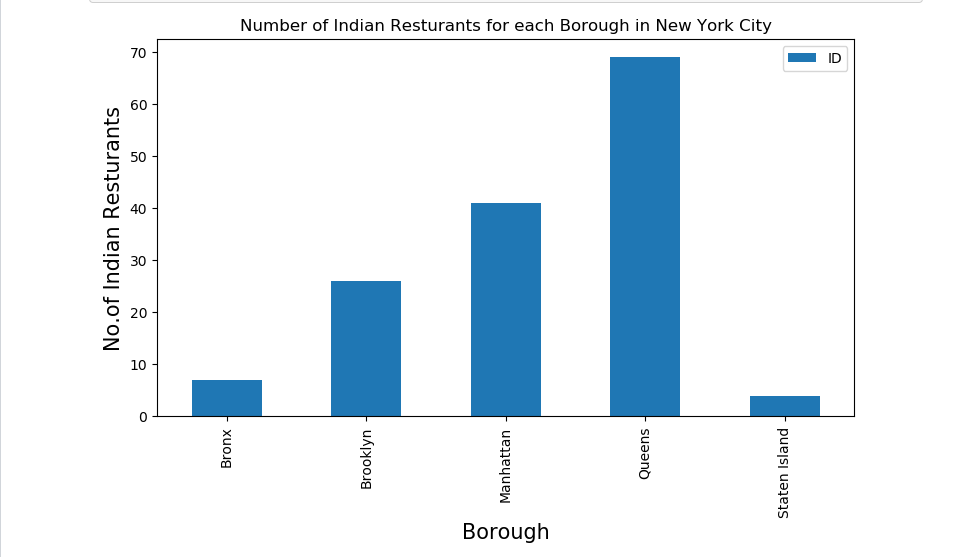 Number of Indian Resturants for each Borough in New York City
ID
No.of Indian Resturants
70
60
50
40
30
20
10
0
Bronx
Brooklyn
Manhattan
Queens
Staten Island
Borough